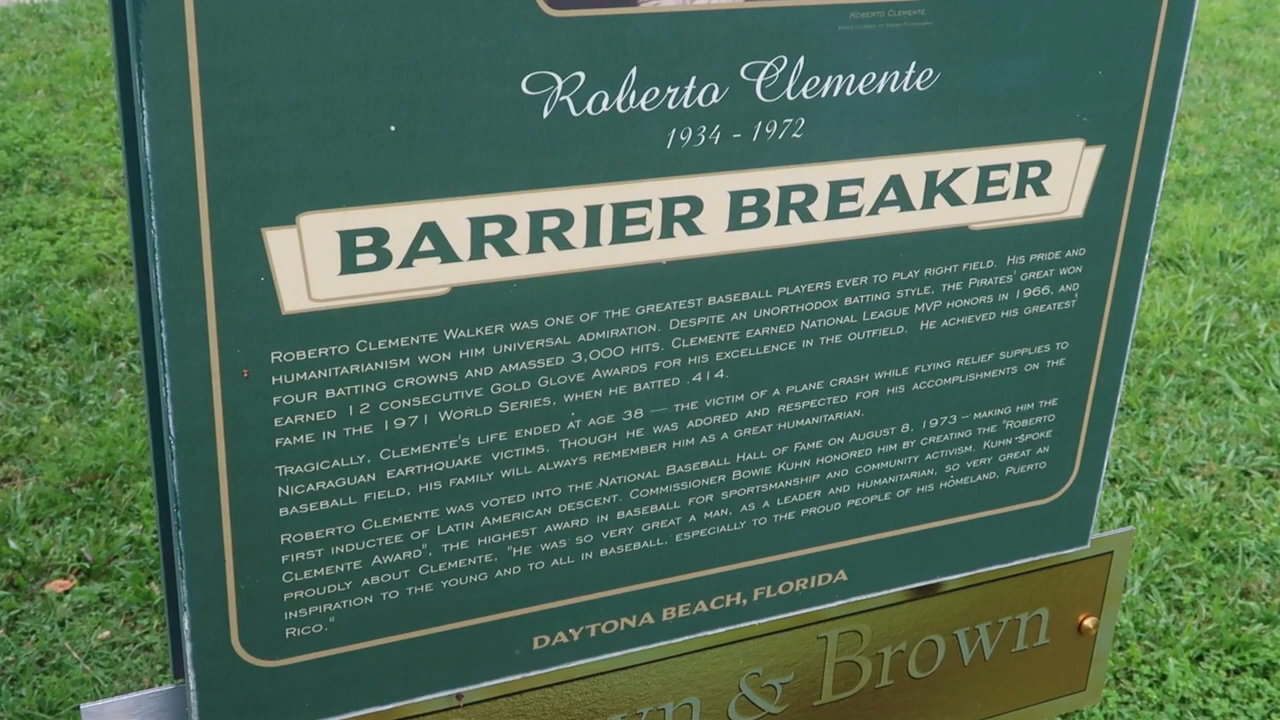 ROBERTO CLEMENTE
Roberto Clemente
1934 - 1972
BARRIER BREAKER
ROBERTO CLEMENTE WALKER WAS ONE OF THE GREATEST BASEBALL PLAYERS EVER TO PLAY RIGHT FIELD. HIS PRIDE AND
HUMANITARIANISM WON HIM UNIVERSAL ADMIRATION. DESPITE AN UNORTHODOX BATTING STYLE, THE PIRATES' GREAT WON
FOUR BATTING CROWNS AND AMASSED 3,000 HITS. CLEMENTE EARNED NATIONAL LEAGUE MVP HONORS IN 1966, AND
EARNED 12 CONSECUTIVE GOLD GLOVE AWARDS FOR HIS EXCELLENCE IN THE OUTFIELD. HE ACHIEVED HIS GREATEST
FAME IN THE 1971 WORLD SERIES, WHEN HE BATTED .414.
TRAGICALLY, CLEMENTE'S LIFE ENDED AT AGE 38 — THE VICTIM OF A PLANE CRASH WHILE FLYING RELIEF SUPPLIES TO
NICARAGUAN EARTHQUAKE VICTIMS. THOUGH HE WAS ADORED AND RESPECTED FOR HIS ACCOMPLISHMENTS ON THE
BASEBALL FIELD, HIS FAMILY WILL ALWAYS REMEMBER HIM AS A GREAT HUMANITARIAN.
ROBERTO CLEMENTE WAS VOTED INTO THE NATIONAL BASEBALL HALL OF FAME ON AUGUST 8, 1973 -- MAKING HIM THE
FIRST INDUCTEE OF LATIN AMERICAN DESCENT. COMMISSIONER BOWIE KUHN HONORED HIM BY CREATING THE "ROBERTO
CLEMENTE AWARD", THE HIGHEST AWARD IN BASEBALL FOR SPORTSMANSHIP AND COMMUNITY ACTIVISM. KUHN SPOKE
PROUDLY ABOUT CLEMENTE, "HE WAS SO VERY GREAT A MAN, AS A LEADER AND HUMANITARIAN, SO VERY GREAT AN
INSPIRATION TO THE YOUNG AND TO ALL IN BASEBALL, ESPECIALLY TO THE PROUD PEOPLE OF HIS HOMELAND, PUERTO
RICO."
DAYTONA BEACH, FLORIDA
& Brown